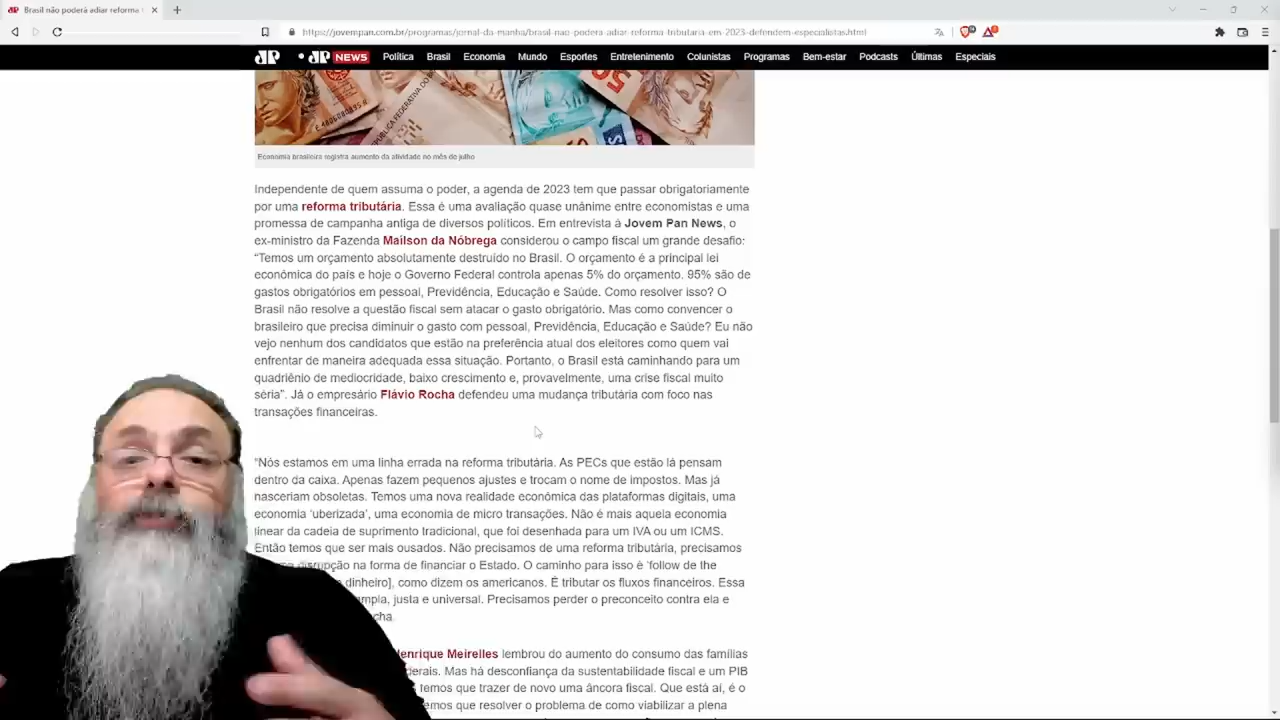 Brasil não poderá adiar reforma t
https://jovempan.com.br/programas/jornal-da-manha/brasil-nao-podera-adiar-reforma-tributaria-em-2023-defendem-especialistas.html
JP JP NEWS Política Brasil Economia Mundo Esportes Entretenimento Colunistas Programas Bem-estar Podcasts Últimas Especiais
Economia brasileira registra aumento da atividade no mês de julho
Independente de quem assuma o poder, a agenda de 2023 tem que passar obrigatoriamente
por uma reforma tributária. Essa é uma avaliação quase unânime entre economistas e uma
promessa de campanha antiga de diversos políticos. Em entrevista à Jovem Pan News, o
ex-ministro da Fazenda Mailson da Nóbrega considerou o campo fiscal um grande desafio:
“Temos um orçamento absolutamente destruído no Brasil. O orçamento é a principal lei
econômica do país e hoje o Governo Federal controla apenas 5% do orçamento. 95% são de
gastos obrigatórios em pessoal, Previdência, Educação e Saúde. Como resolver isso? O
Brasil não resolve a questão fiscal sem atacar o gasto obrigatório. Mas como convencer o
brasileiro que precisa diminuir o gasto com pessoal, Previdência, Educação e Saúde? Eu não
vejo nenhum dos candidatos que estão na preferência atual dos eleitores como quem vai
enfrentar de maneira adequada essa situação. Portanto, o Brasil está caminhando para um
quadriênio de mediocridade, baixo crescimento e, provavelmente, uma crise fiscal muito
séria”. Já o empresário Flávio Rocha defendeu uma mudança tributária com foco nas
transações financeiras.
“Nós estamos em uma linha errada na reforma tributária. As PECs que estão lá pensam
dentro da caixa. Apenas fazem pequenos ajustes e trocam o nome de impostos. Mas já
nasceriam obsoletas. Temos uma nova realidade econômica das plataformas digitais, uma
economia ‘uberizada’, uma economia de micro transações. Não é mais aquela economia
linear da cadeia de suprimento tradicional, que foi desenhada para um IVA ou um ICMS.
Então temos que ser mais ousados. Não precisamos de uma reforma tributária, precisamos
disrupção na forma de financiar o Estado. O caminho para isso é ‘follow de the
dinheiro], como dizem os americanos. É tributar os fluxos financeiros. Essa
ampla, justa e universal. Precisamos perder o preconceito contra ela e
cha
enrique Meirelles lembrou do aumento do consumo das famílias
derais. Mas há desconfiança da sustentabilidade fiscal e um PIB
temos que trazer de novo uma âncora fiscal. Que está aí, é o
emos que resolver o problema de como viabilizar a plena